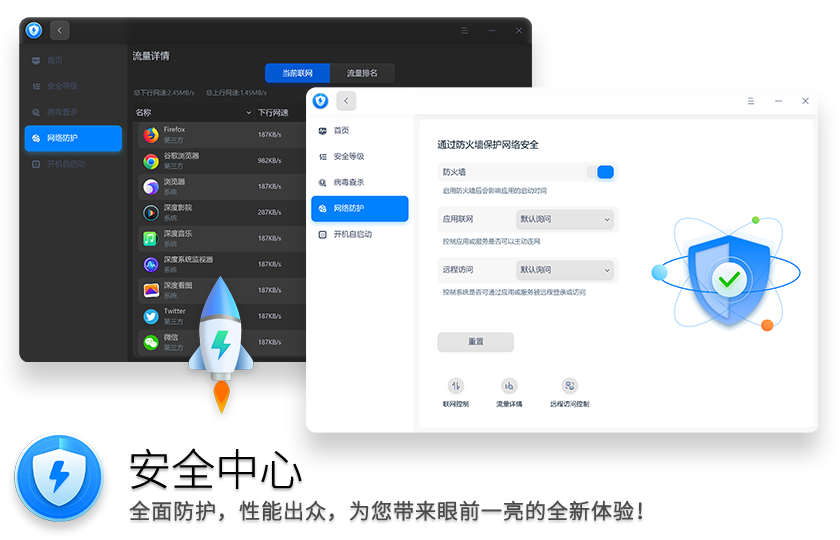 首页
安全等级
病毒查杀
网络防护
开机自启动
流量详情
当前联网
流量排名
总下行网速:2.45MB/s 总上行网速:1.45MB/s
名称
下行网速
Firefox
第三方
187KB/s
谷歌浏览器
第三方
982KB/s
浏览器
系统
187KB/s
深度影院
系统
287KB/s
深度音乐
系统
187KB/s
深度系统监视器
系统
187KB/s
深度看图
系统
187KB/s
Twitter
第三方
187KB/s
微信
第三方
187KB/s
首页
安全等级
病毒查杀
网络防护
开机自启动
通过防火墙保护网络安全
防火墙
启用防火墙后会影响应用的启动时间
应用联网
默认询问
控制应用或服务是否可以主动连网
远程访问
默认询问
控制系统是否可通过应用或服务被远程登录或访问
重置
联网控制
流量详情
远程访问控制
安全中心
全面防护，性能出众，为您带来眼前一亮的全新体验！